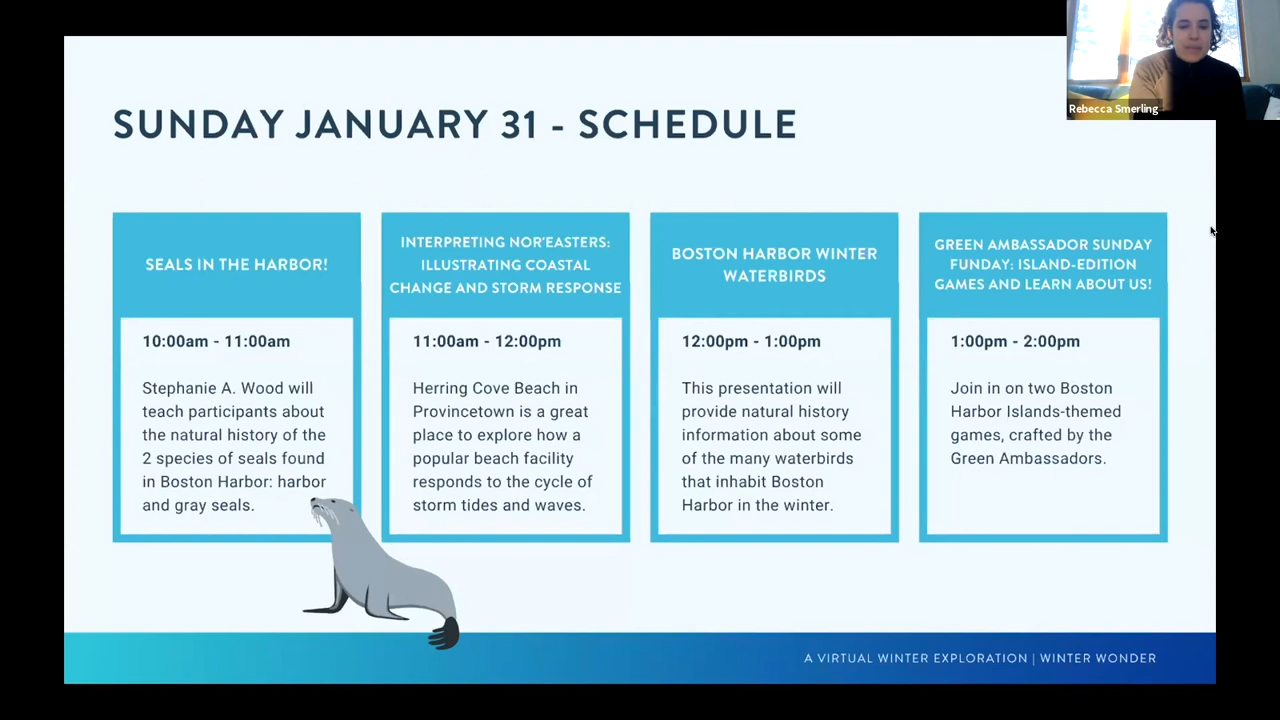 Rebecca Smerling
SUNDAY JANUARY 31 - SCHEDULE
SEALS IN THE HARBOR!
10:00am - 11:00am
Stephanie A. Wood will
teach participants about
the natural history of the
2 species of seals found
in Boston Harbor: harbor
and gray seals.
INTERPRETING NOR'EASTERS:
ILLUSTRATING COASTAL
CHANGE AND STORM RESPONSE
11:00am - 12:00pm
Herring Cove Beach in
Provincetown is a great
place to explore how a
popular beach facility
responds to the cycle of
storm tides and waves.
BOSTON HARBOR WINTER
WATERBIRDS
12:00pm - 1:00pm
This presentation will
provide natural history
information about some
of the many waterbirds
that inhabit Boston
Harbor in the winter.
GREEN AMBASSADOR SUNDAY
FUNDAY: ISLAND-EDITION
GAMES AND LEARN ABOUT US!
1:00pm - 2:00pm
Join in on two Boston
Harbor Islands-themed
games, crafted by the
Green Ambassadors.
A VIRTUAL WINTER EXPLORATION | WINTER WONDER